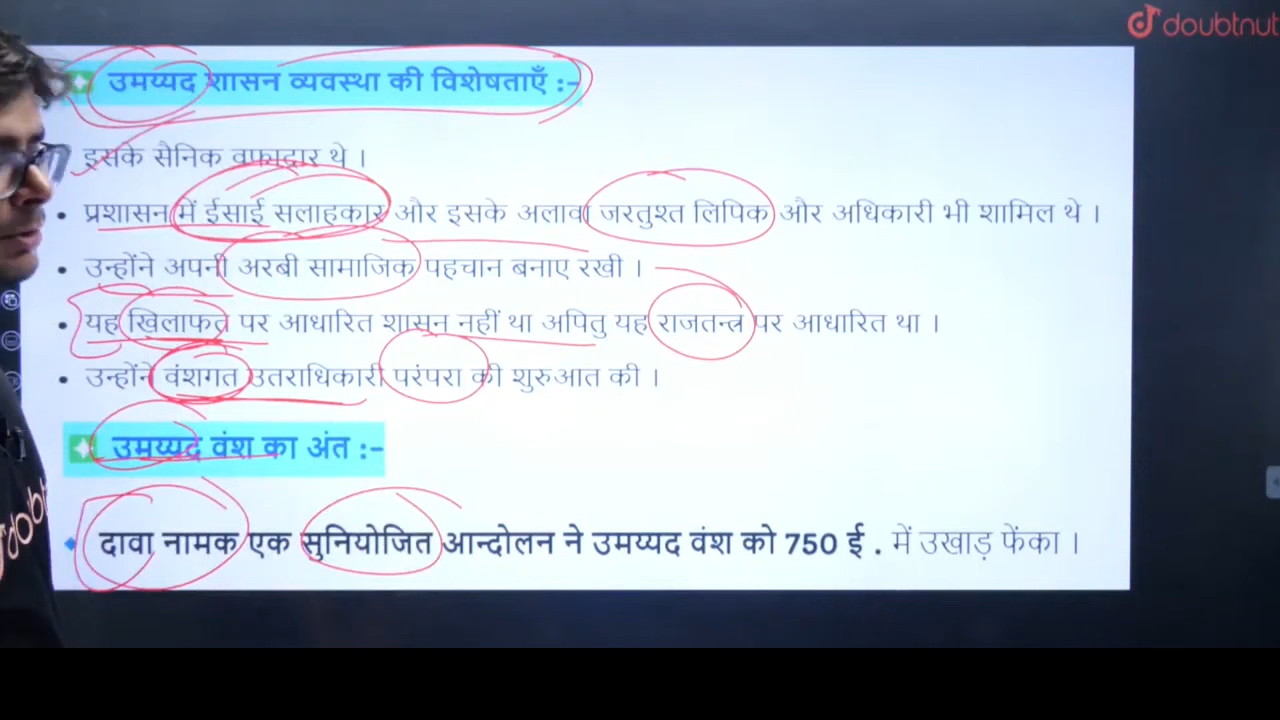 doubtnut
उमय्यद शासन व्यवस्था की विशेषताएँ :-
इसके सैनिक वफादार थे ।
• प्रशासन में ईसाई सलाहकार और इसके अलावा जरतुश्त लिपिक और अधिकारी भी शामिल थे ।
• उन्होंने अपनी अरबी सामाजिक पहचान बनाए रखी ।
• यह खिलाफत पर आधारित शासन नहीं था अपितु यह राजतन्त्र पर आधारित था ।
• उन्होंने वंशगत उतराधिकारी परंपरा की शुरुआत की ।
उमय्यद वंश का अंत :-
दावा नामक एक सुनियोजित आन्दोलन ने उमय्यद वंश को 750 ई . में उखाड़ फेंका ।